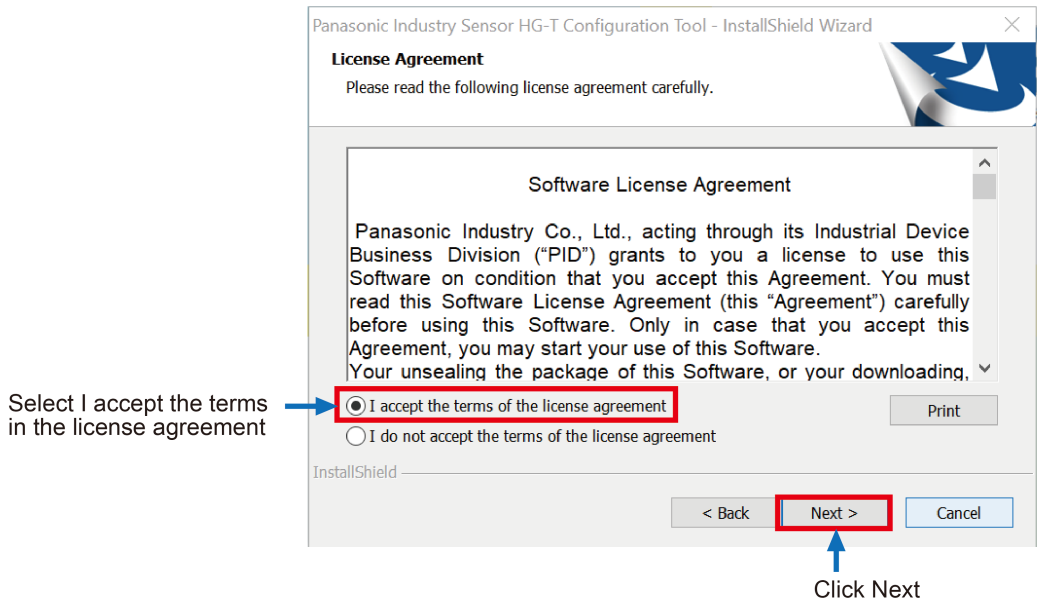 Panasonic Industry Sensor HG-T Configuration Tool - InstallShield Wizard
License Agreement
Please read the following license agreement carefully.
Software License Agreement
Panasonic Industry Co., Ltd., acting through its Industrial Device
Business Division (“PID”) grants to you a license to use this
Software on condition that you accept this Agreement. You must
read this Software License Agreement (this “Agreement”) carefully
before using this Software. Only in case that you accept this
Agreement, you may start your use of this Software.
Your unsealing the package of this Software, or your downloading,
Select I accept the terms
in the license agreement
I accept the terms of the license agreement
Print
I do not accept the terms of the license agreement
InstallShield
< Back
Next >
Cancel
Click Next